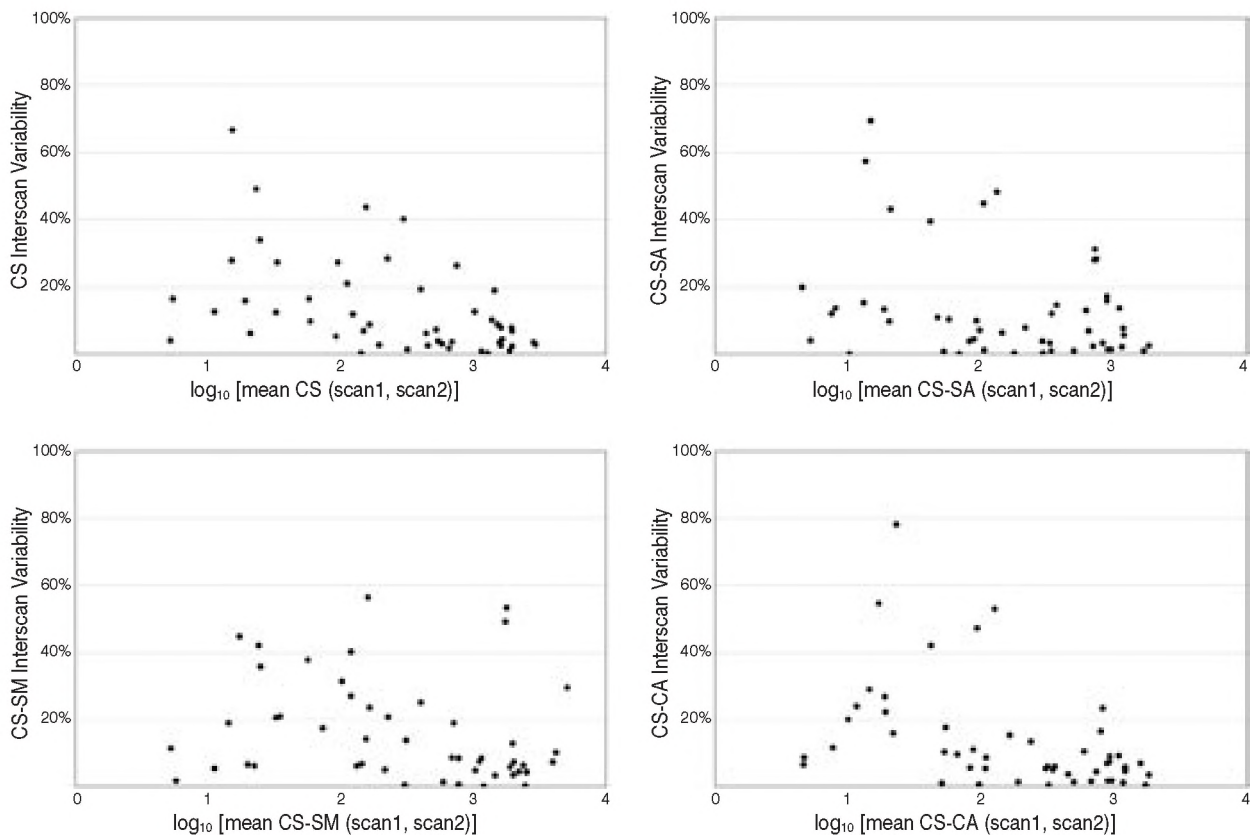 100%
80%
60%
40%
20%
CS Interscan Variability
0 1 2 3 4
log₁₀ [mean CS (scan1, scan2)]
100%
80%
60%
40%
20%
CS-SA Interscan Variability
0 1 2 3 4
log₁₀ [mean CS-SA (scan1, scan2)]
100%
80%
60%
40%
20%
CS-SM Interscan Variability
0 1 2 3 4
log₁₀ [mean CS-SM (scan1, scan2)]
100%
80%
60%
40%
20%
CS-CA Interscan Variability
0 1 2 3 4
log₁₀ [mean CS-CA (scan1, scan2)]